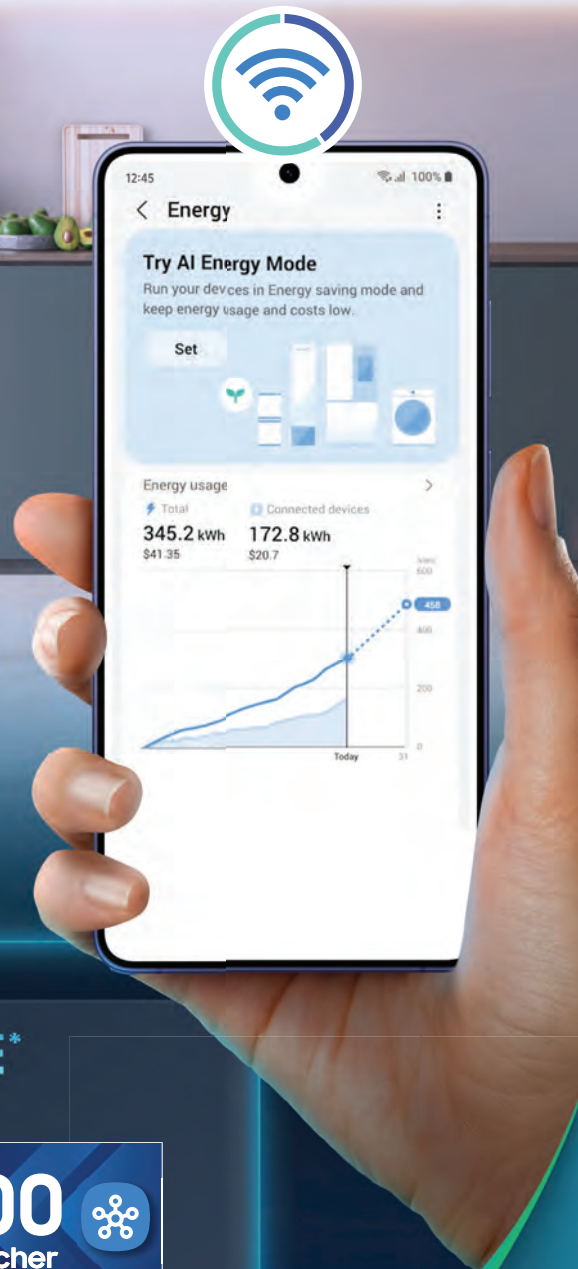 12:45
100%
Energy
Try AI Energy Mode
Run your devces in Energy saving mode and
keep energy usage and costs low.
Set
Energy usage
Total
Connected devices
345.2 kWh
172.8 kWh
$41.35
$20.7
600
458
400
200
0
Today
31
E*
00
cher